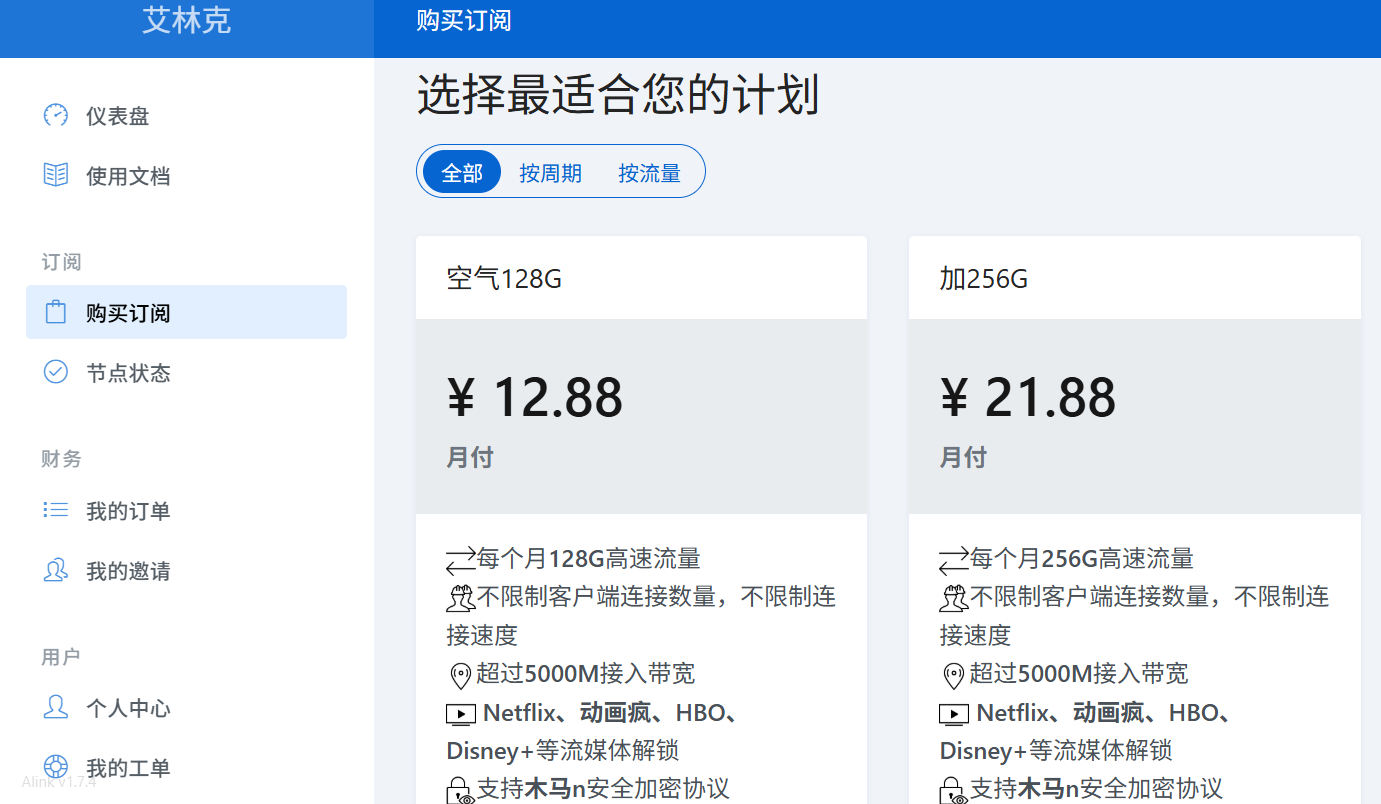 艾林克
购买订阅
仪表盘
使用文档
订阅
购买订阅
节点状态
财务
我的订单
我的邀请
用户
个人中心
我的工单
Alink v1.7.4
选择最适合您的计划
全部 按周期 按流量
空气128G
¥ 12.88
月付
每个月128G高速流量
不限制客户端连接数量，不限制连
接速度
超过5000M接入带宽
Netflix、动画疯、HBO、
Disney+等流媒体解锁
支持木马n安全加密协议
加256G
¥ 21.88
月付
每个月256G高速流量
不限制客户端连接数量，不限制连
接速度
超过5000M接入带宽
Netflix、动画疯、HBO、
Disney+等流媒体解锁
支持木马n安全加密协议